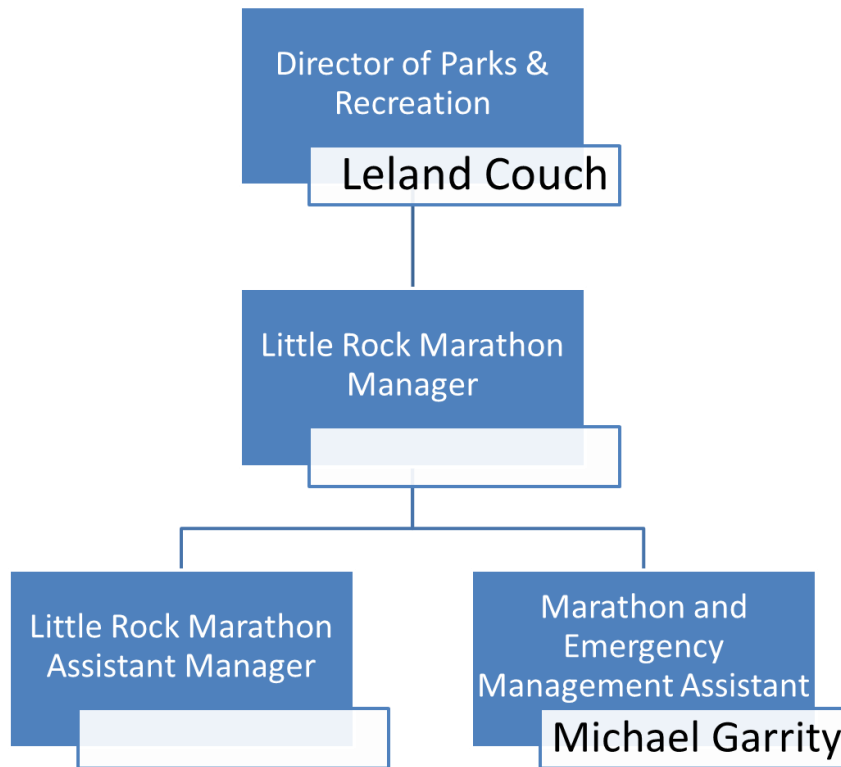 Director of Parks &
Recreation
Leland Couch
Little Rock Marathon
Manager
Little Rock Marathon
Assistant Manager
Marathon and
Emergency
Management Assistant
Michael Garrity